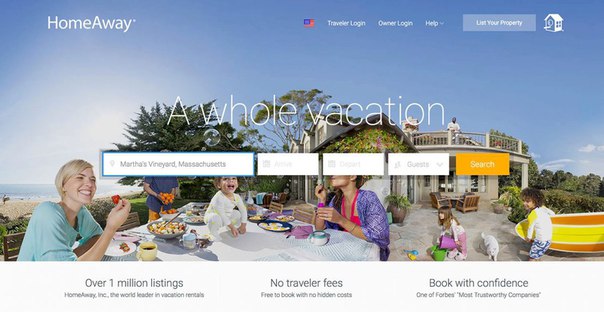 HomeAway®
Traveler Login
Owner Login
Help
List Your Property
A whole vacation
Martha's Vineyard, Massachusetts
Arrive
Depart
Guests
Search
Over 1 million listings
HomeAway, Inc., the world leader in vacation rentals
No traveler fees
Free to book with no hidden costs
Book with confidence
One of Forbes' "Most Trustworthy Companies"